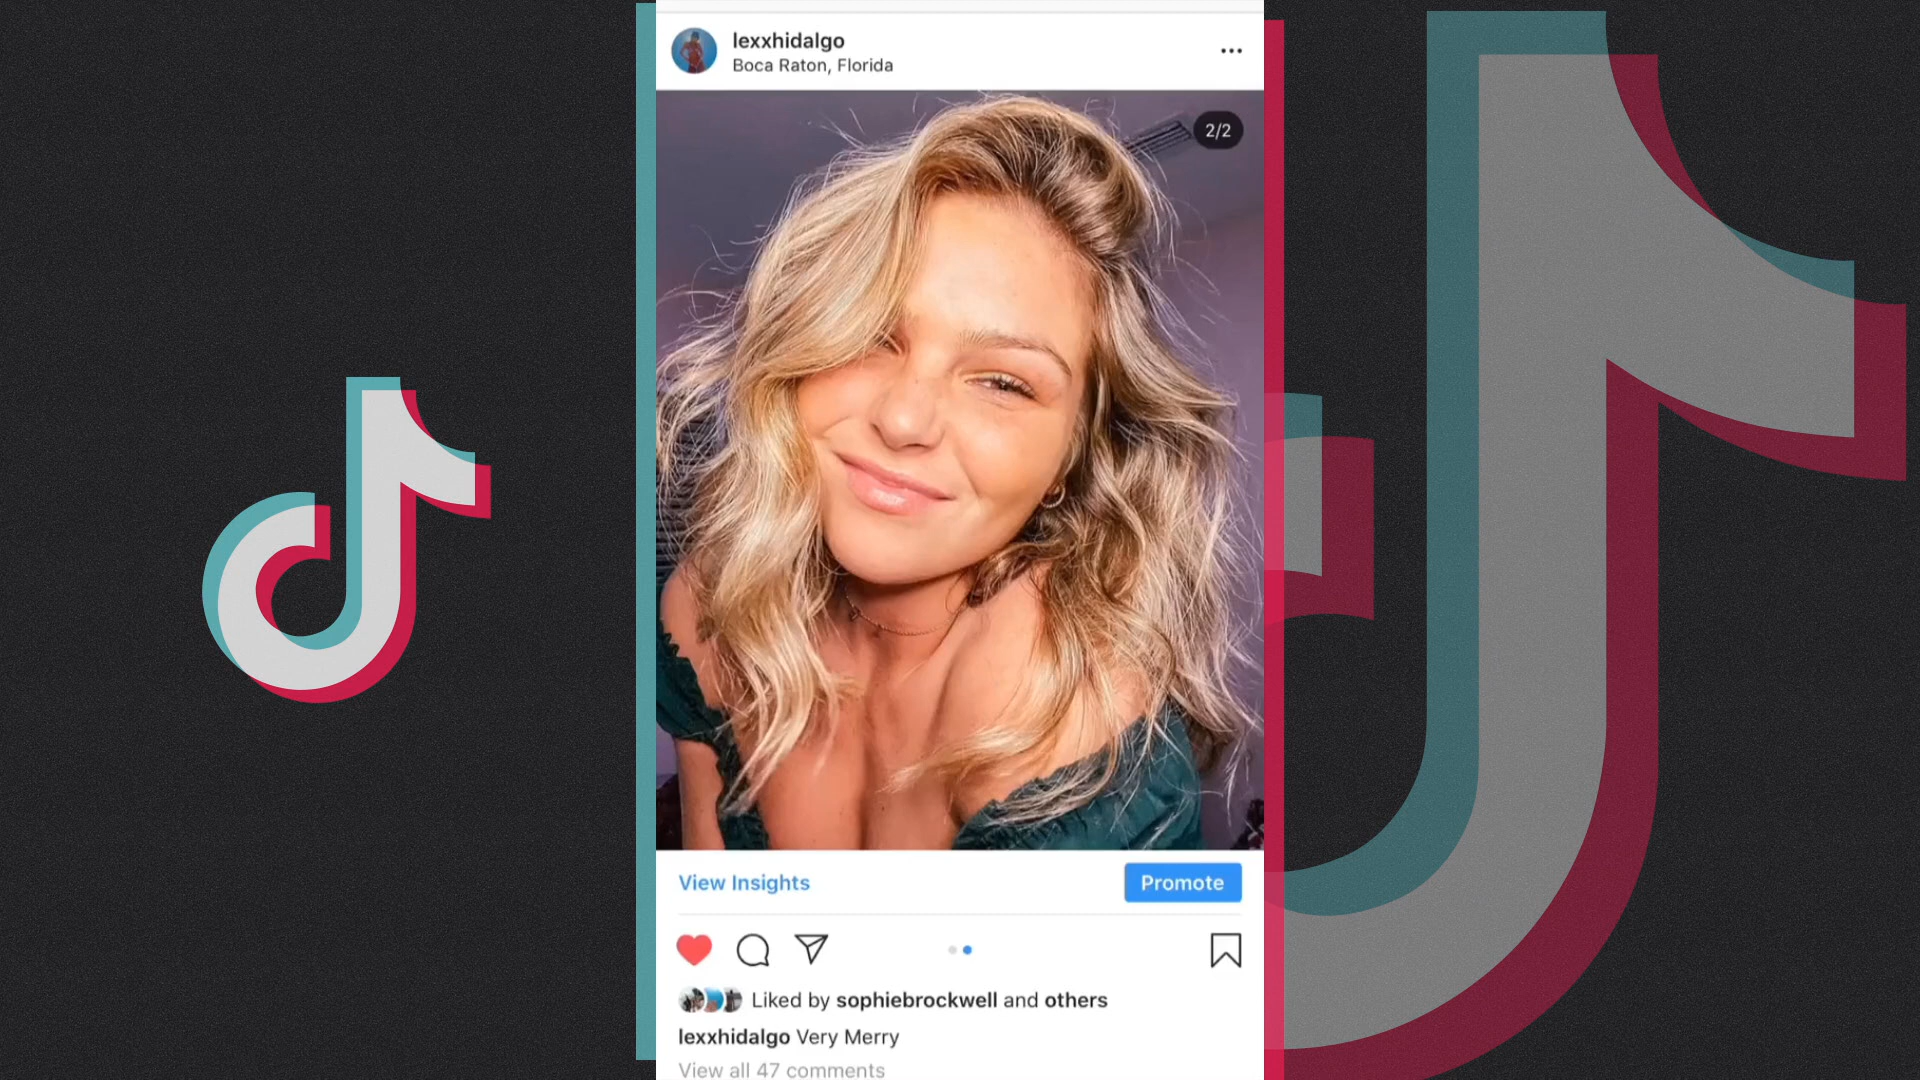 lexxhidalgo
Boca Raton, Florida
2/2
View Insights
Promote
Liked by sophiebrockwell and others
lexxhidalgo Very Merry
View all 47 comments